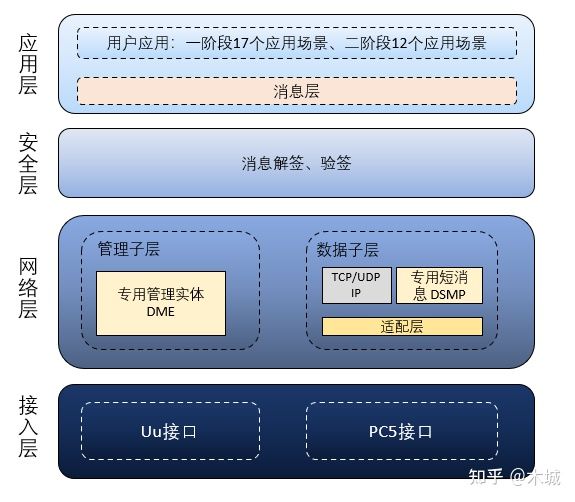 应用层
用户应用：一阶段17个应用场景、二阶段12个应用场景
消息层
安全层
消息解签、验签
网络层
管理子层
专用管理实体
DME
数据子层
TCP/UDP
IP
专用短消
息 DSMP
适配层
接入层
Uu接口
PC5接口
知乎 @木城